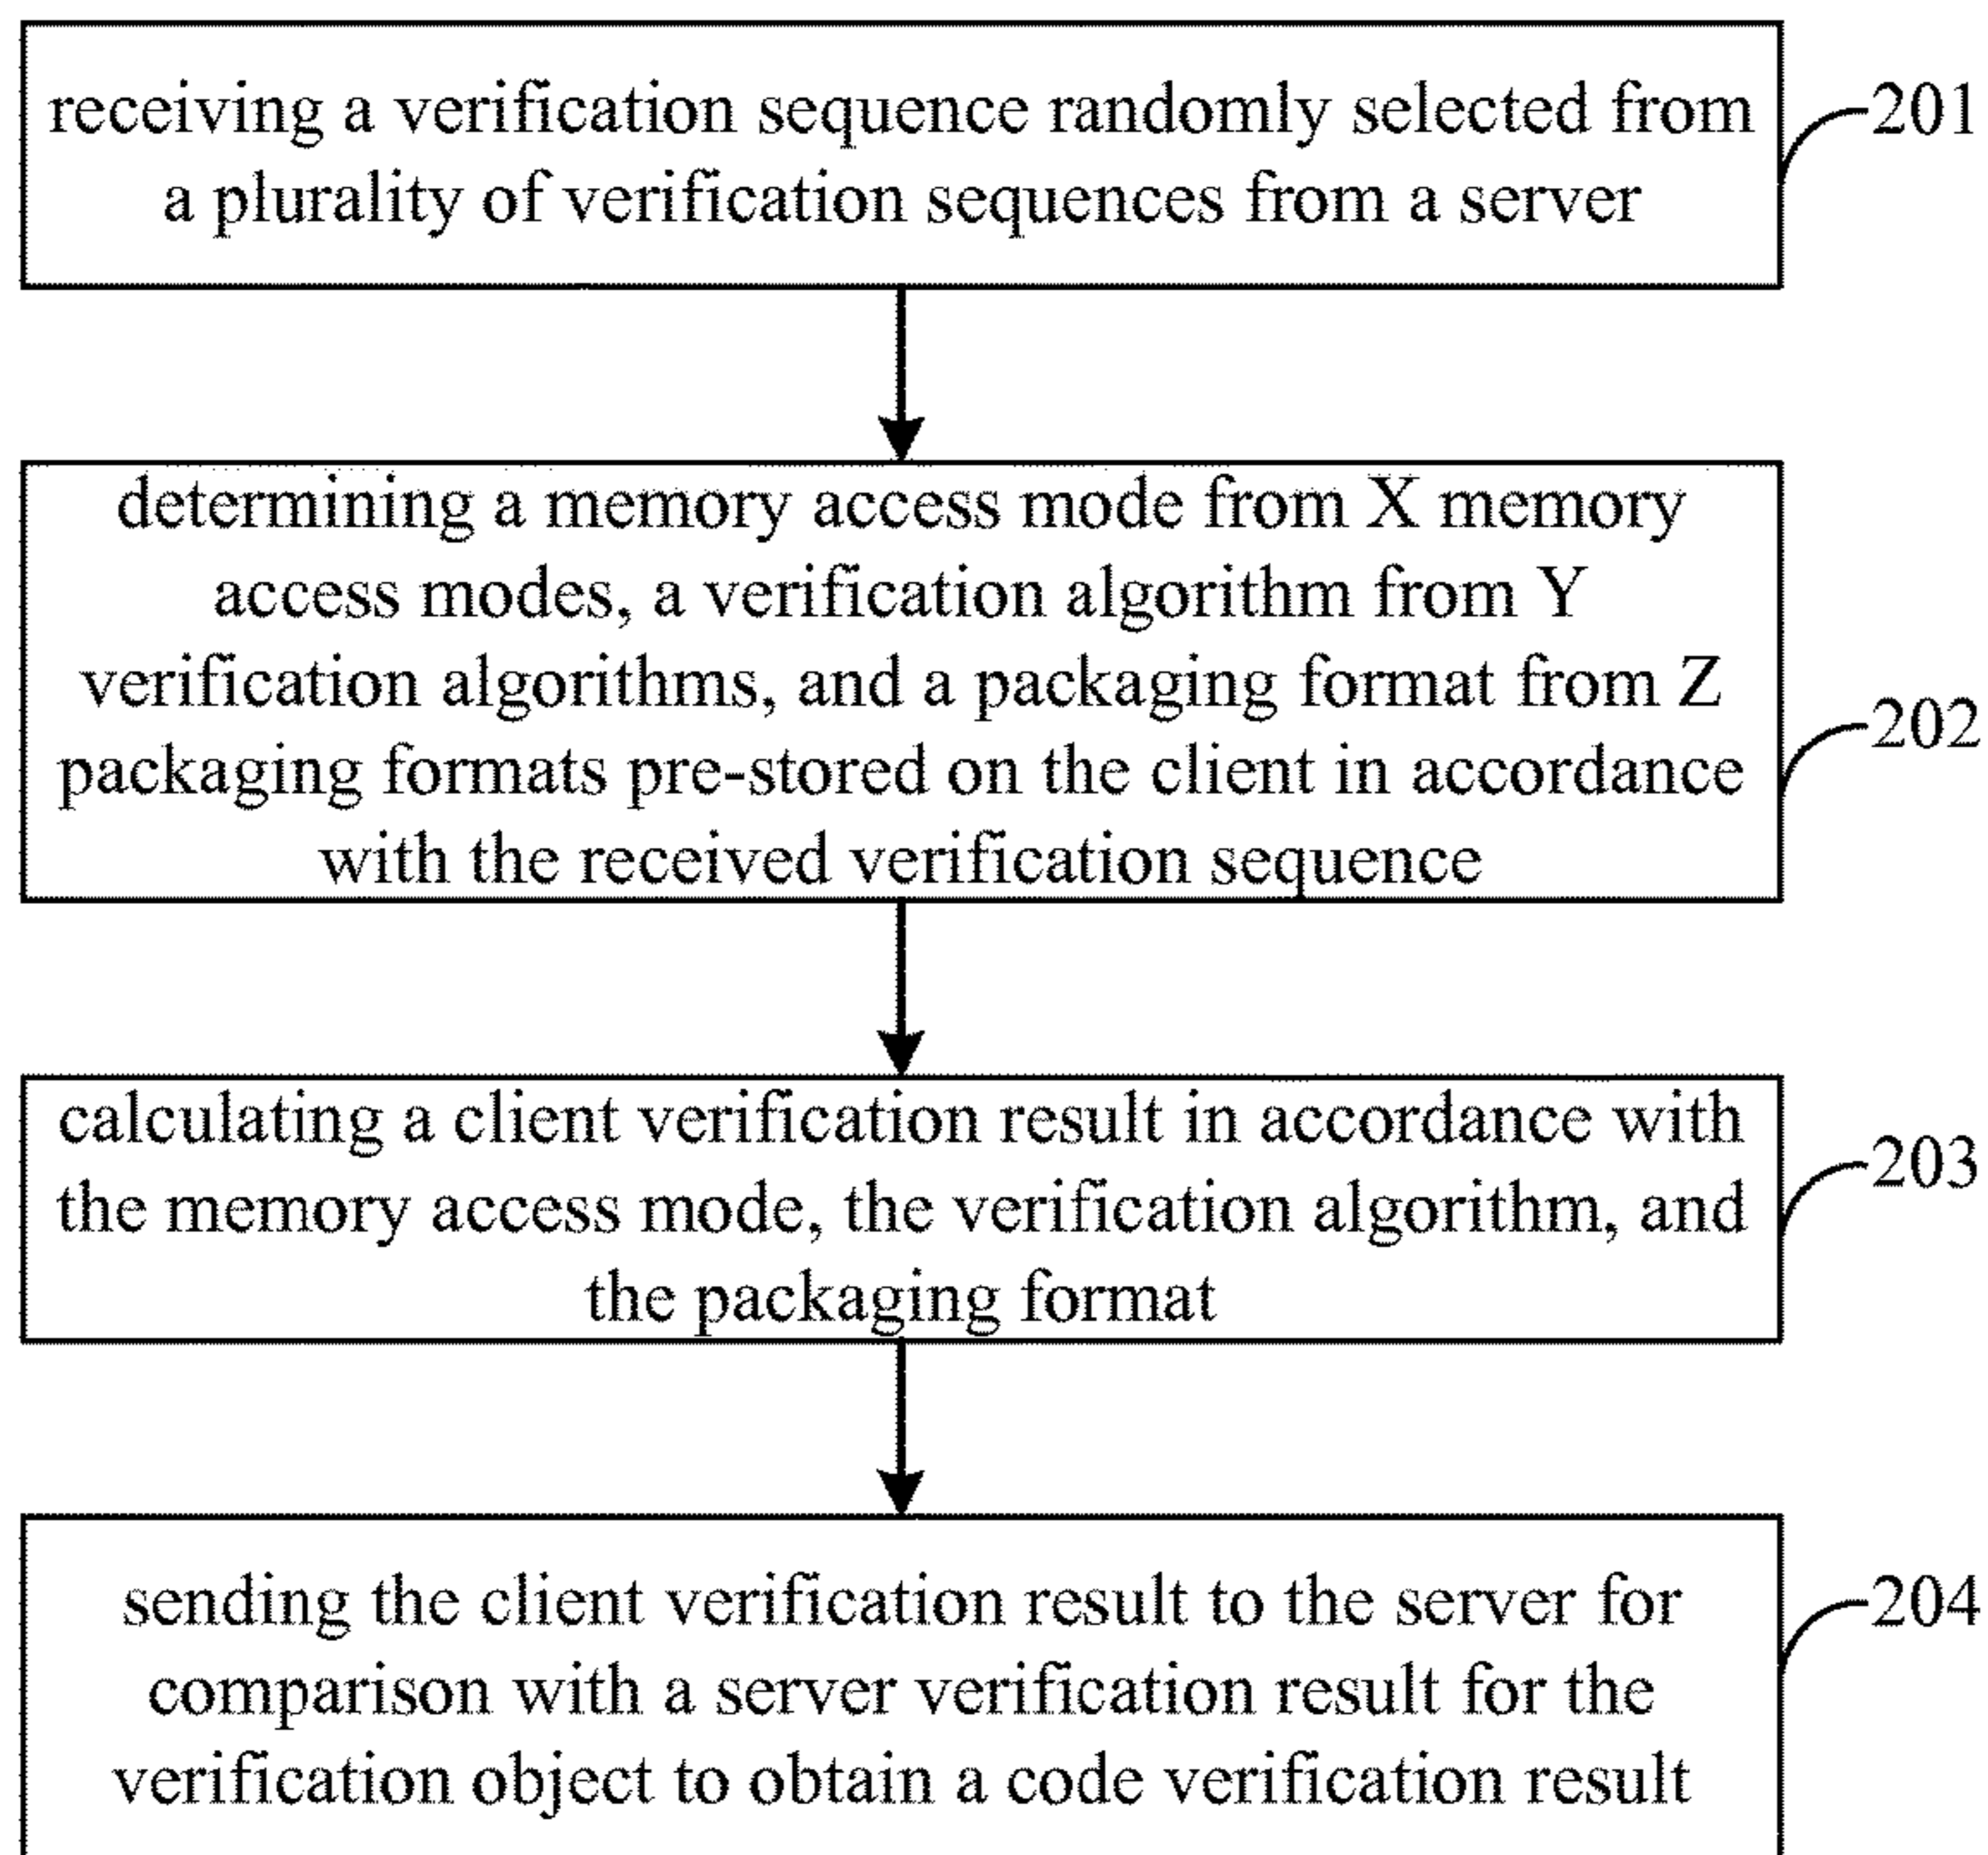 receiving a verification sequence randomly selected from
a plurality of verification sequences from a server
201
determining a memory access mode from X memory
access modes, a verification algorithm from Y
verification algorithms, and a packaging format from Z
packaging formats pre-stored on the client in accordance
with the received verification sequence
202
calculating a client verification result in accordance with
the memory access mode, the verification algorithm, and
the packaging format
203
sending the client verification result to the server for
comparison with a server verification result for the
verification object to obtain a code verification result
204